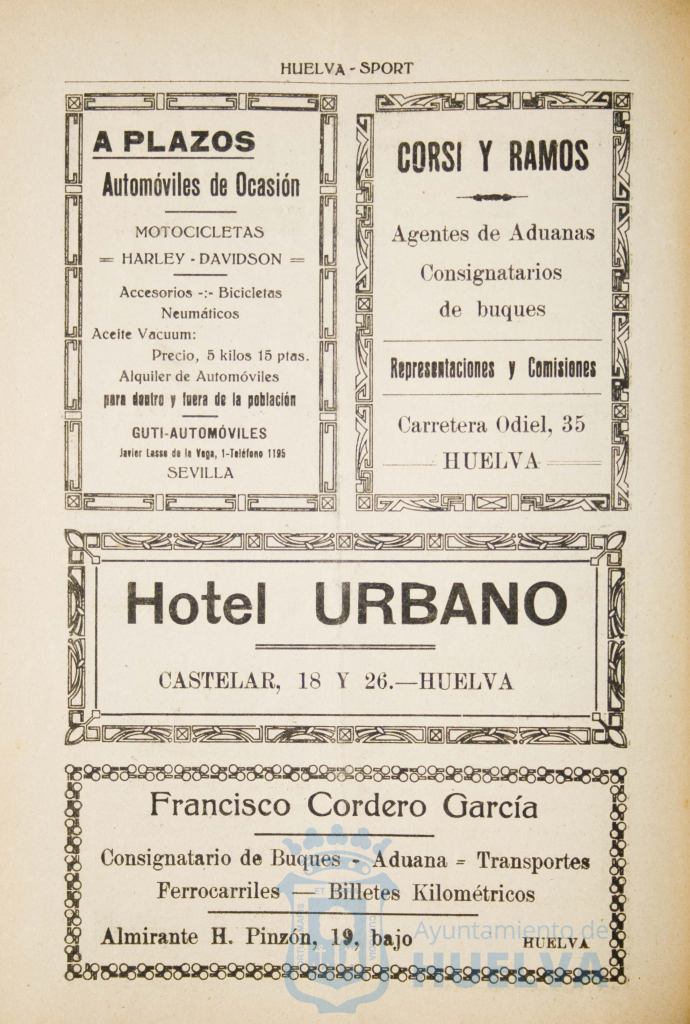 HUELVA - SPORT
A PLAZOS
Automóviles de Ocasión
MOTOCICLETAS
= HARLEY - DAVIDSON =
Accesorios -:- Bicicletas
Neumáticos
Aceite Vacuum:
Precio, 5 kilos 15 ptas.
Alquiler de Automóviles
para dentro y fuera de la población
GUTI-AUTOMÓVILES
Javier Lasso de la Vega, 1-Teléfono 1195
SEVILLA
CORSI Y RAMOS
Agentes de Aduanas
Consignatarios
de buques
Representaciones y Comisiones
Carretera Odiel, 35
HUELVA
Hotel URBANO
CASTELAR, 18 Y 26.—HUELVA
Francisco Cordero García
Consignatario de Buques - Aduana = Transportes
Ferrocarriles — Billetes Kilométricos
Almirante H. Pinzón, 19, bajo HUELVA
Ayuntamiento de
HUELVA